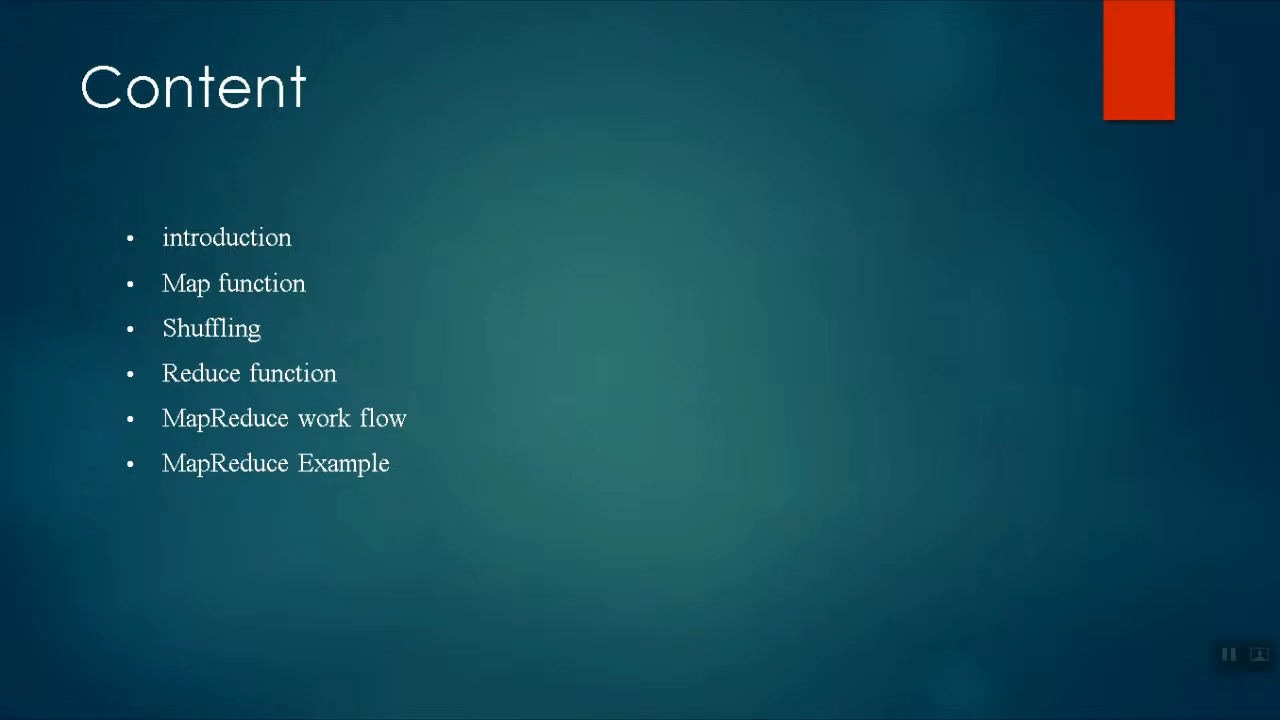 Content
• introduction
• Map function
• Shuffling
• Reduce function
• MapReduce work flow
• MapReduce Example